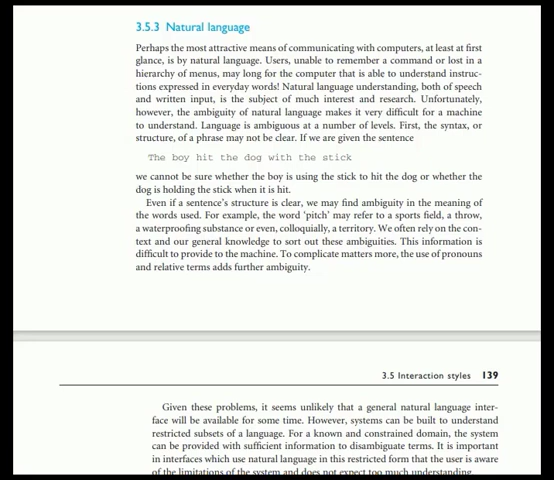 3.5.3 Natural language
Perhaps the most attractive means of communicating with computers, at least at first
glance, is by natural language. Users, unable to remember a command or lost in a
hierarchy of menus, may long for the computer that is able to understand instruc-
tions expressed in everyday words! Natural language understanding, both of speech
and written input, is the subject of much interest and research. Unfortunately,
however, the ambiguity of natural language makes it very difficult for a machine
to understand. Language is ambiguous at a number of levels. First, the syntax, or
structure, of a phrase may not be clear. If we are given the sentence
The boy hit the dog with the stick
we cannot be sure whether the boy is using the stick to hit the dog or whether the
dog is holding the stick when it is hit.
Even if a sentence's structure is clear, we may find ambiguity in the meaning of
the words used. For example, the word 'pitch' may refer to a sports field, a throw,
a waterproofing substance or even, colloquially, a territory. We often rely on the con-
text and our general knowledge to sort out these ambiguities. This information is
difficult to provide to the machine. To complicate matters more, the use of pronouns
and relative terms adds further ambiguity.
3.5 Interaction styles 139
Given these problems, it seems unlikely that a general natural language inter-
face will be available for some time. However, systems can be built to understand
restricted subsets of a language. For a known and constrained domain, the system
can be provided with sufficient information to disambiguate terms. It is important
in interfaces which use natural language in this restricted form that the user is aware
of the limitations of the system and does not expect too much understanding.